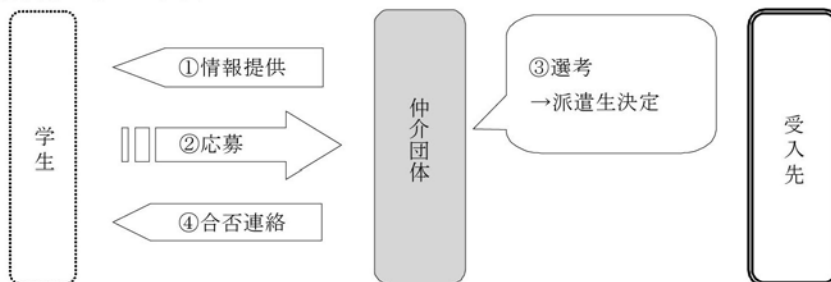 学生
①情報提供
②応募
④合否連絡
仲介団体
③選考
→派遣生決定
受入先